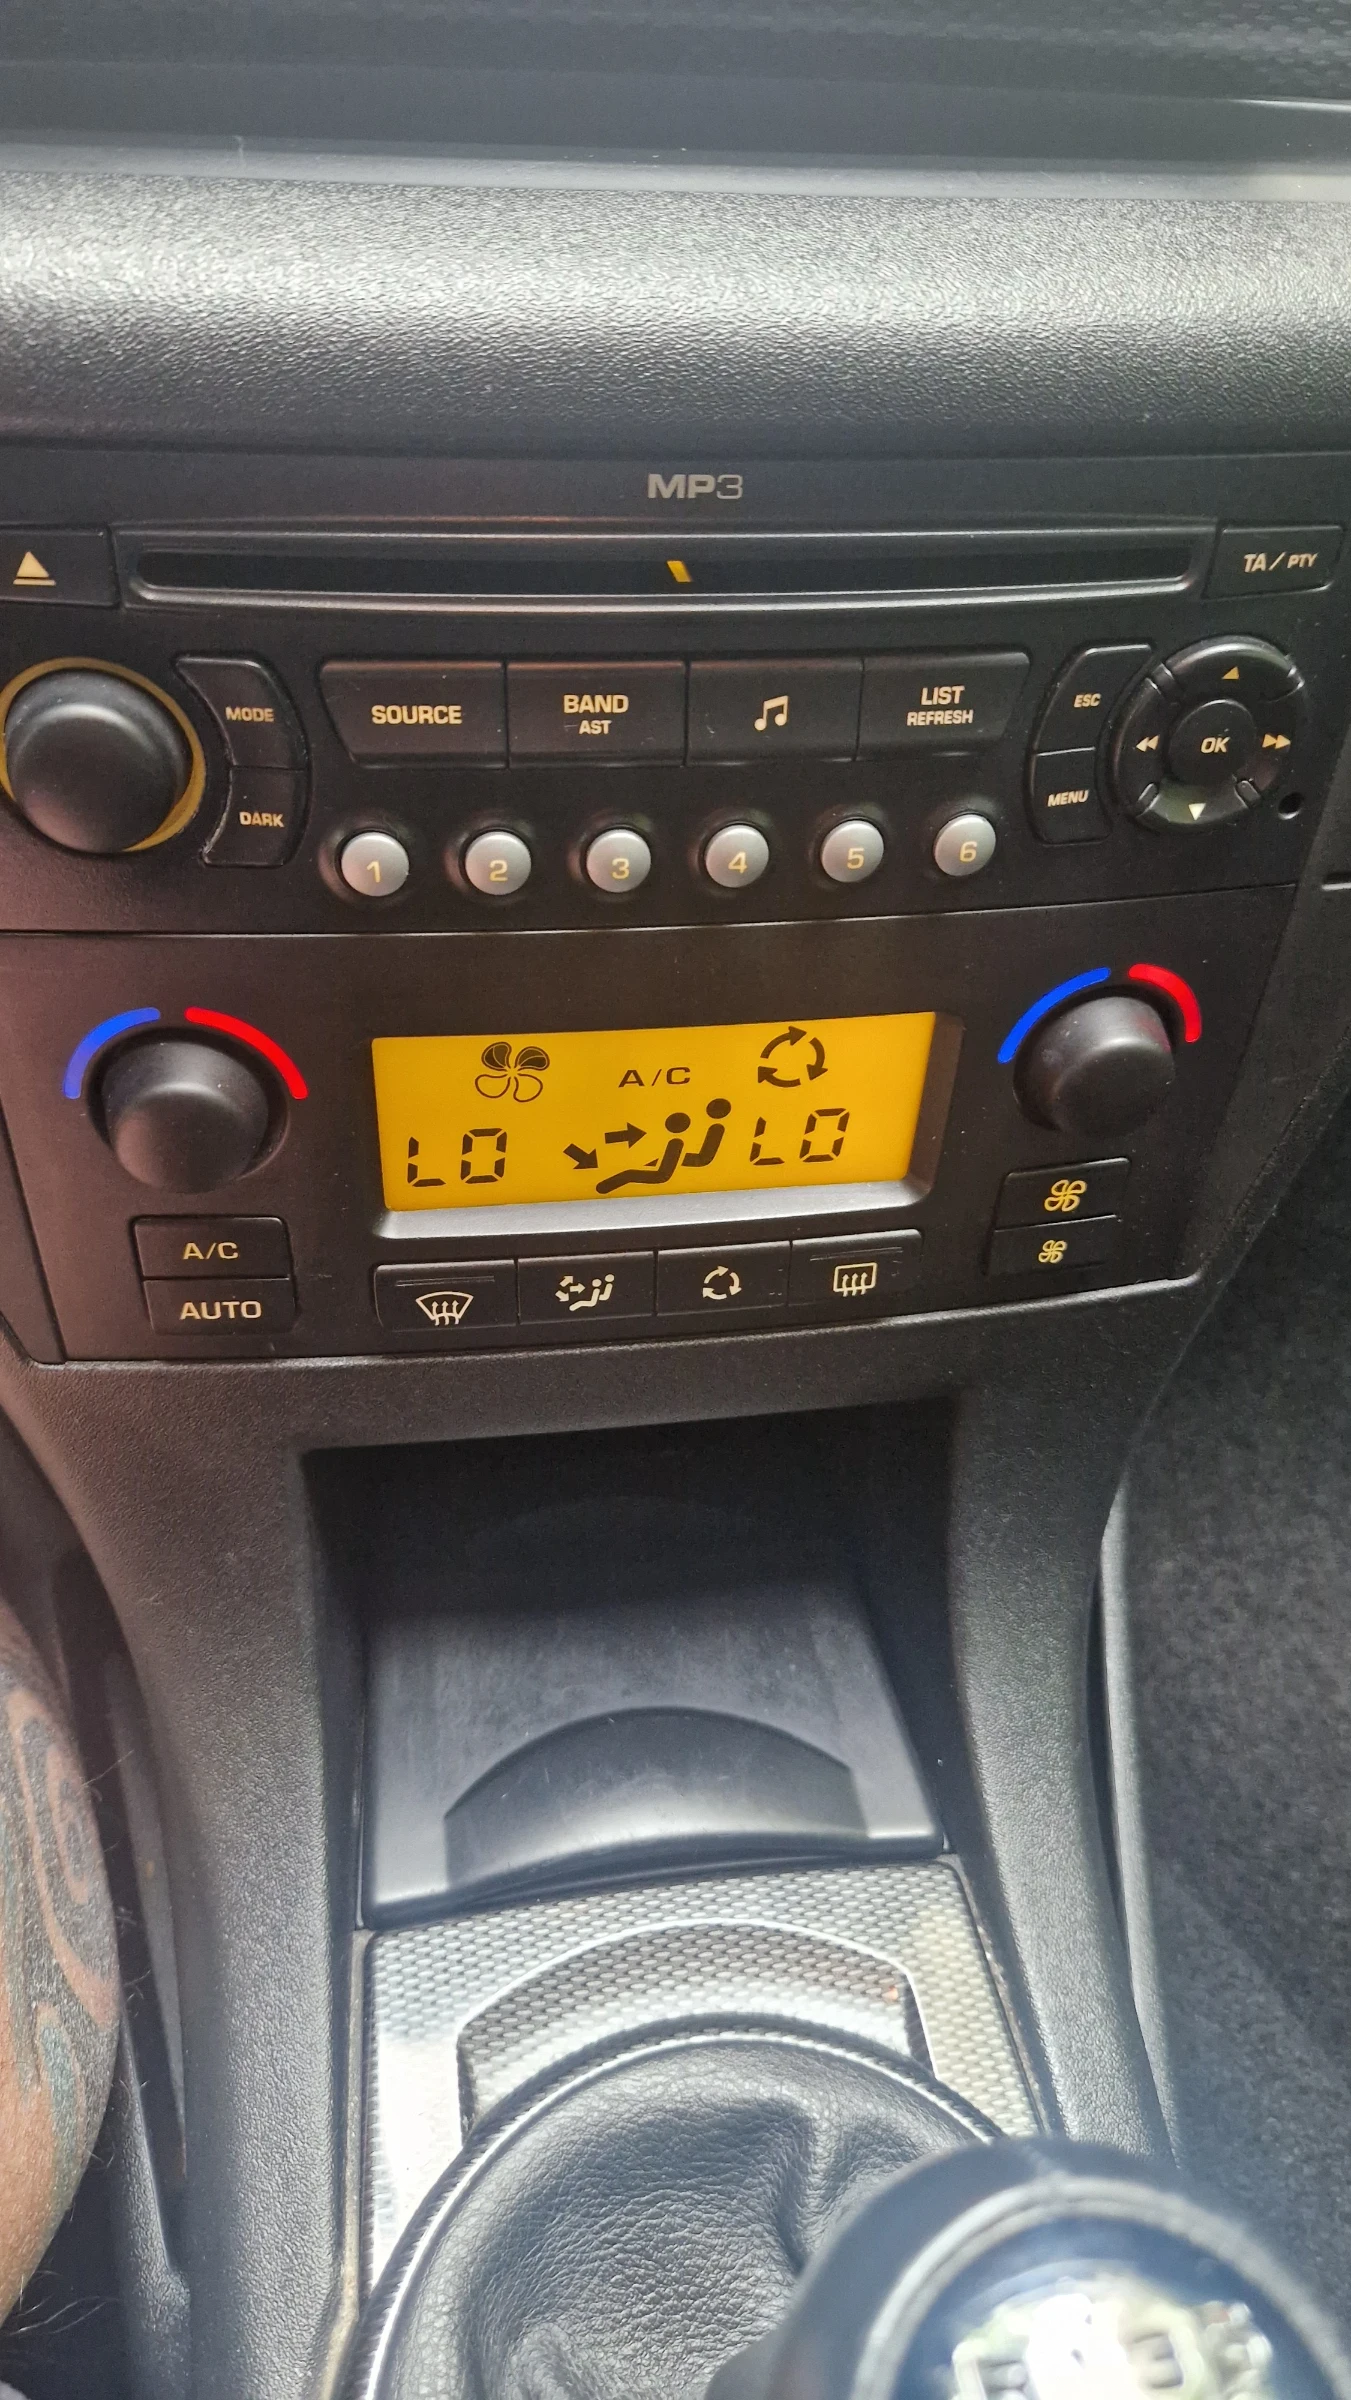 MP3
TA/PTY
MODE
SOURCE
BAND
AST
LIST
REFRESH
ESC
OK
DARK
MENU
1 2 3 4 5 6
A/C
LO LO
A/C
AUTO